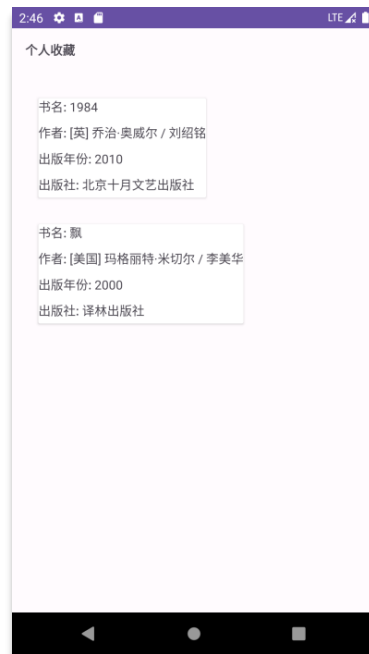 2:46
LTE
个人收藏
书名: 1984
作者: [英] 乔治·奥威尔 / 刘绍铭
出版年份: 2010
出版社: 北京十月文艺出版社
书名: 飘
作者: [美国] 玛格丽特·米切尔 / 李美华
出版年份: 2000
出版社: 译林出版社